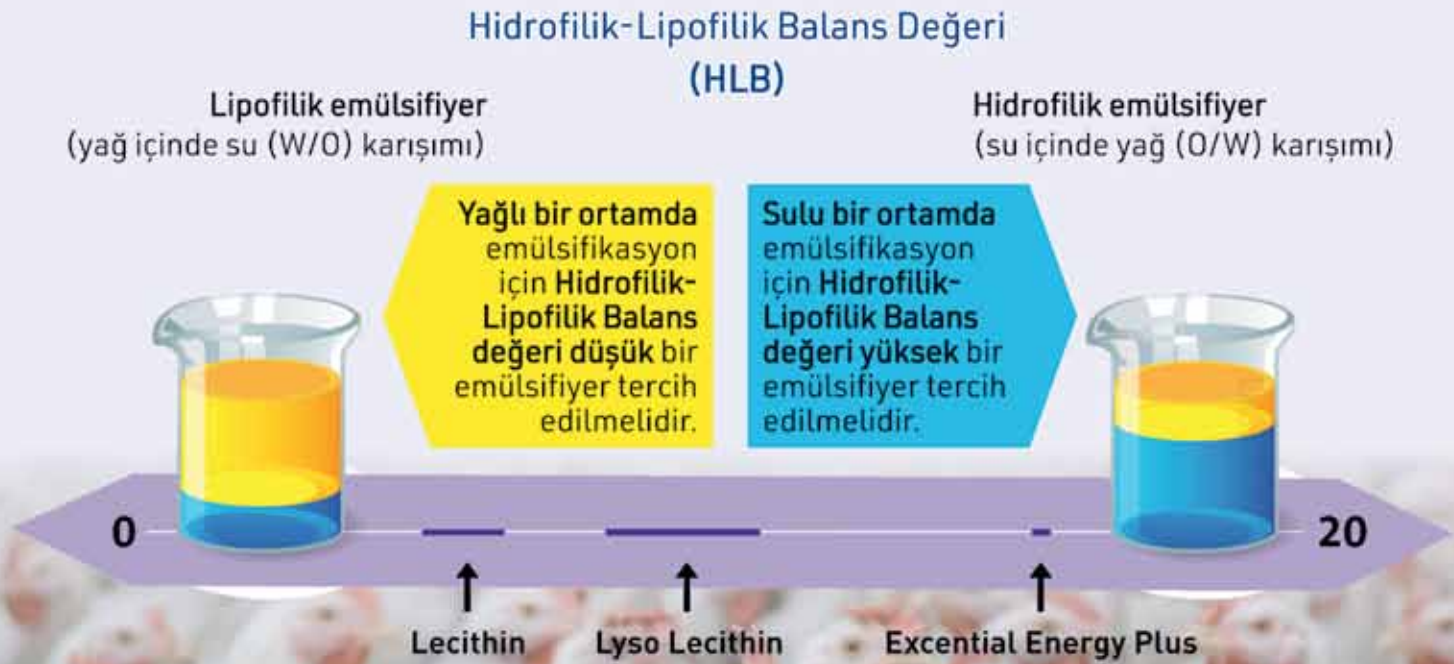 Hidrofilik-Lipofilik Balans Değeri
(HLB)
Lipofilik emülsifiyer
(yağ içinde su (W/O) karışımı)
Hidrofilik emülsifiyer
(su içinde yağ (O/W) karışımı)
Yağlı bir ortamda
emülsifikasyon
için Hidrofilik-
Lipofilik Balans
değeri düşük bir
emülsifiyer tercih
edilmelidir.
Sulu bir ortamda
emülsifikasyon
için Hidrofilik-
Lipofilik Balans
değeri yüksek bir
emülsifiyer tercih
edilmelidir.
0
20
Lecithin
Lyso Lecithin
Excential Energy Plus